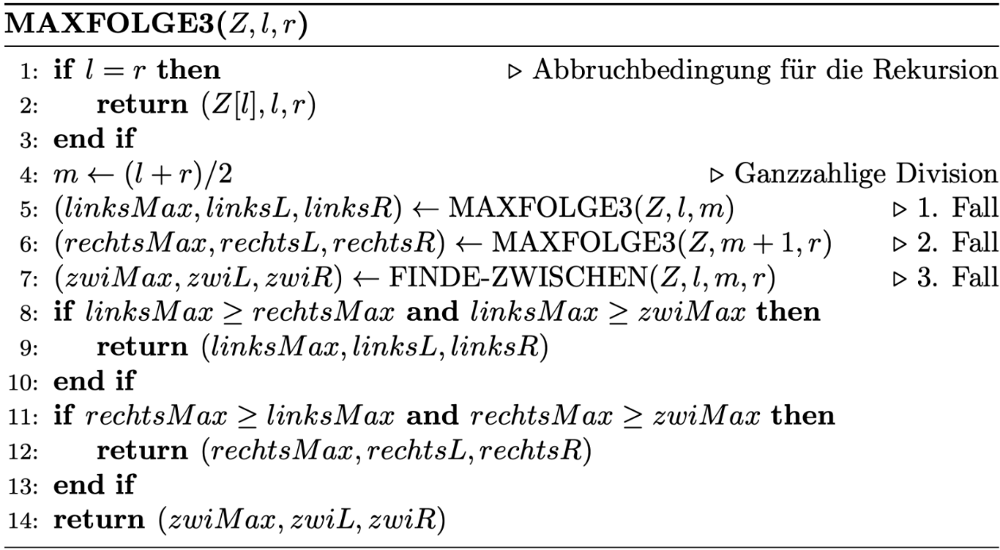 MAXFOLGE3(Z, l, r)
1: if l = r then ▷ Abbruchbedingung für die Rekursion
2: return (Z[l], l, r)
3: end if
4: m ← (l + r)/2 ▷ Ganzzahlige Division
5: (linksMax, linksL, linksR) ← MAXFOLGE3(Z, l, m) ▷ 1. Fall
6: (rechtsMax, rechtsL, rechtsR) ← MAXFOLGE3(Z, m + 1, r) ▷ 2. Fall
7: (zwiMax, zwiL, zwiR) ← FINDE-ZWISCHEN(Z, l, m, r) ▷ 3. Fall
8: if linksMax ≥ rechtsMax and linksMax ≥ zwiMax then
9: return (linksMax, linksL, linksR)
10: end if
11: if rechtsMax ≥ linksMax and rechtsMax ≥ zwiMax then
12: return (rechtsMax, rechtsL, rechtsR)
13: end if
14: return (zwiMax, zwiL, zwiR)